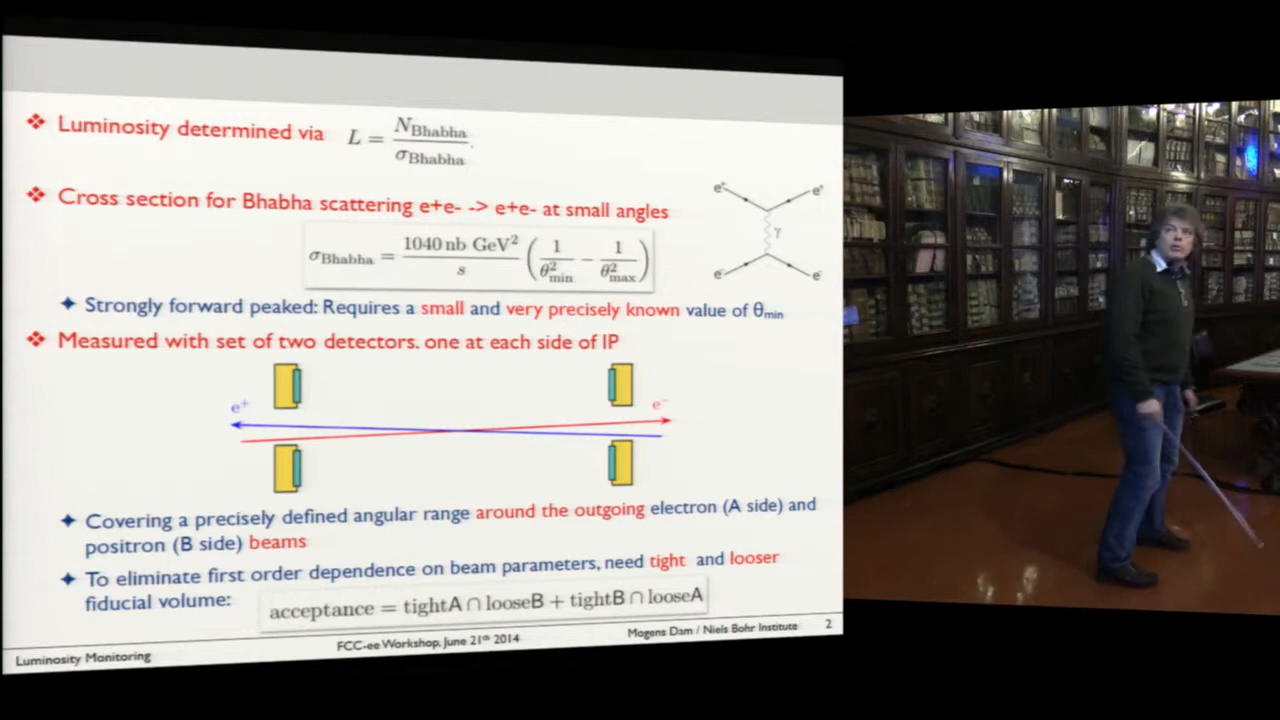 ❖ Luminosity determined via L = N_Bhabha / σ_Bhabha.
❖ Cross section for Bhabha scattering e+e- -> e+e- at small angles
e⁺ e⁺
γ
e⁻ e⁻
σ_Bhabha = 1040 nb GeV² / s ( 1 / θ²_min − 1 / θ²_max )
✦ Strongly forward peaked: Requires a small and very precisely known value of θ_min
❖ Measured with set of two detectors. one at each side of IP
e⁺ e⁻
✦ Covering a precisely defined angular range around the outgoing electron (A side) and
positron (B side) beams
✦ To eliminate first order dependence on beam parameters, need tight and looser
fiducial volume: acceptance = tightA ∩ looseB + tightB ∩ looseA
Luminosity Monitoring FCC-ee Workshop, June 21th 2014 Mogens Dam / Niels Bohr Institute 2